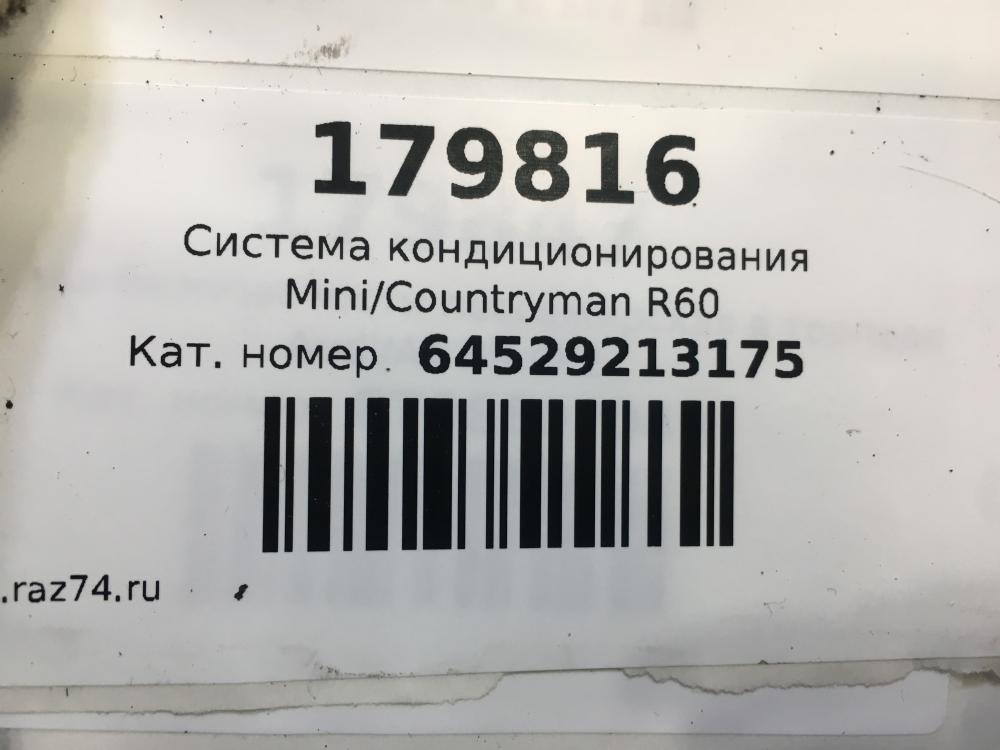 179816
Система кондиционирования
Mini/Countryman R60
Кат. номер. 64529213175
.raz74.ru